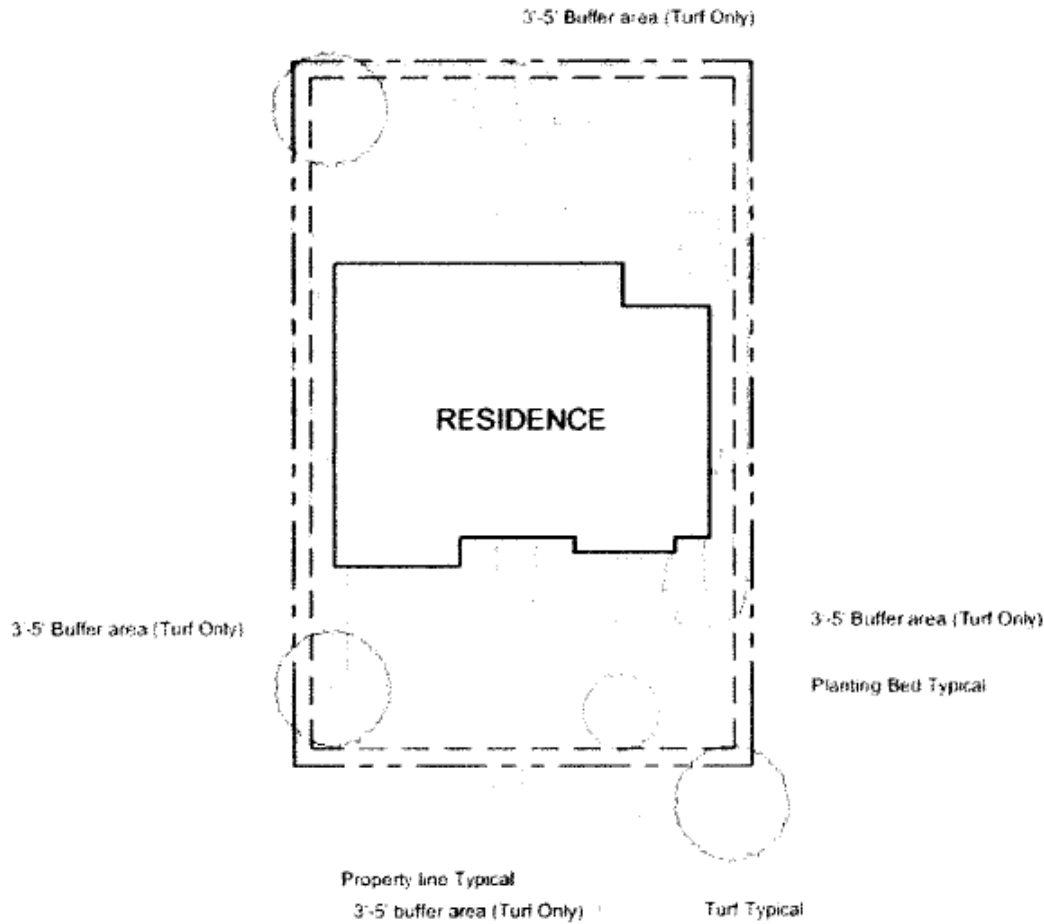 3'-5' Buffer area (Turf Only)
RESIDENCE
3'-5' Buffer area (Turf Only)
3'-5' Buffer area (Turf Only)
Planting Bed Typical
Property line Typical
3'-5' buffer area (Turf Only)
Turf Typical